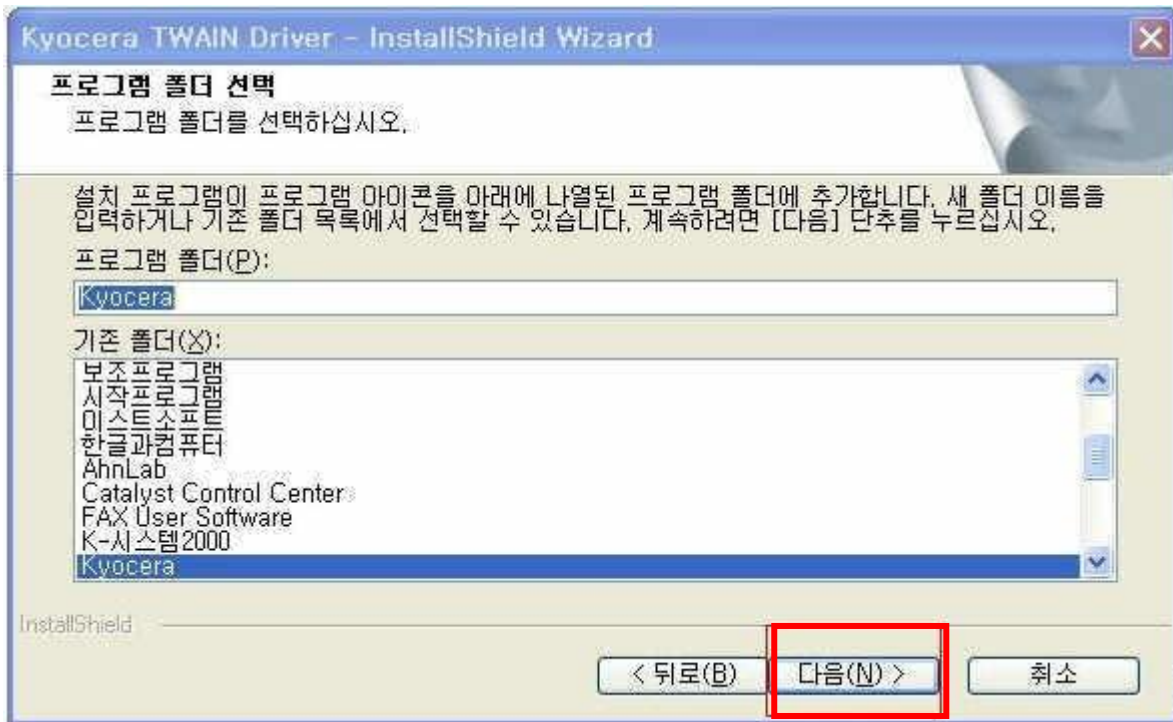 Kyocera TWAIN Driver - InstallShield Wizard
프로그램 폴더 선택
프로그램 폴더를 선택하십시오.
설치 프로그램이 프로그램 아이콘을 아래에 나열된 프로그램 폴더에 추가합니다. 새 폴더 이름을
입력하거나 기존 폴더 목록에서 선택할 수 있습니다. 계속하려면 [다음] 단추를 누르십시오.
프로그램 폴더(P):
Kyocera
기존 폴더(X):
보조프로그램
시작프로그램
이스트소프트
한글과컴퓨터
AhnLab
Catalyst Control Center
FAX User Software
K-시스템2000
Kyocera
InstallShield
< 뒤로(B) 다음(N) > 취소